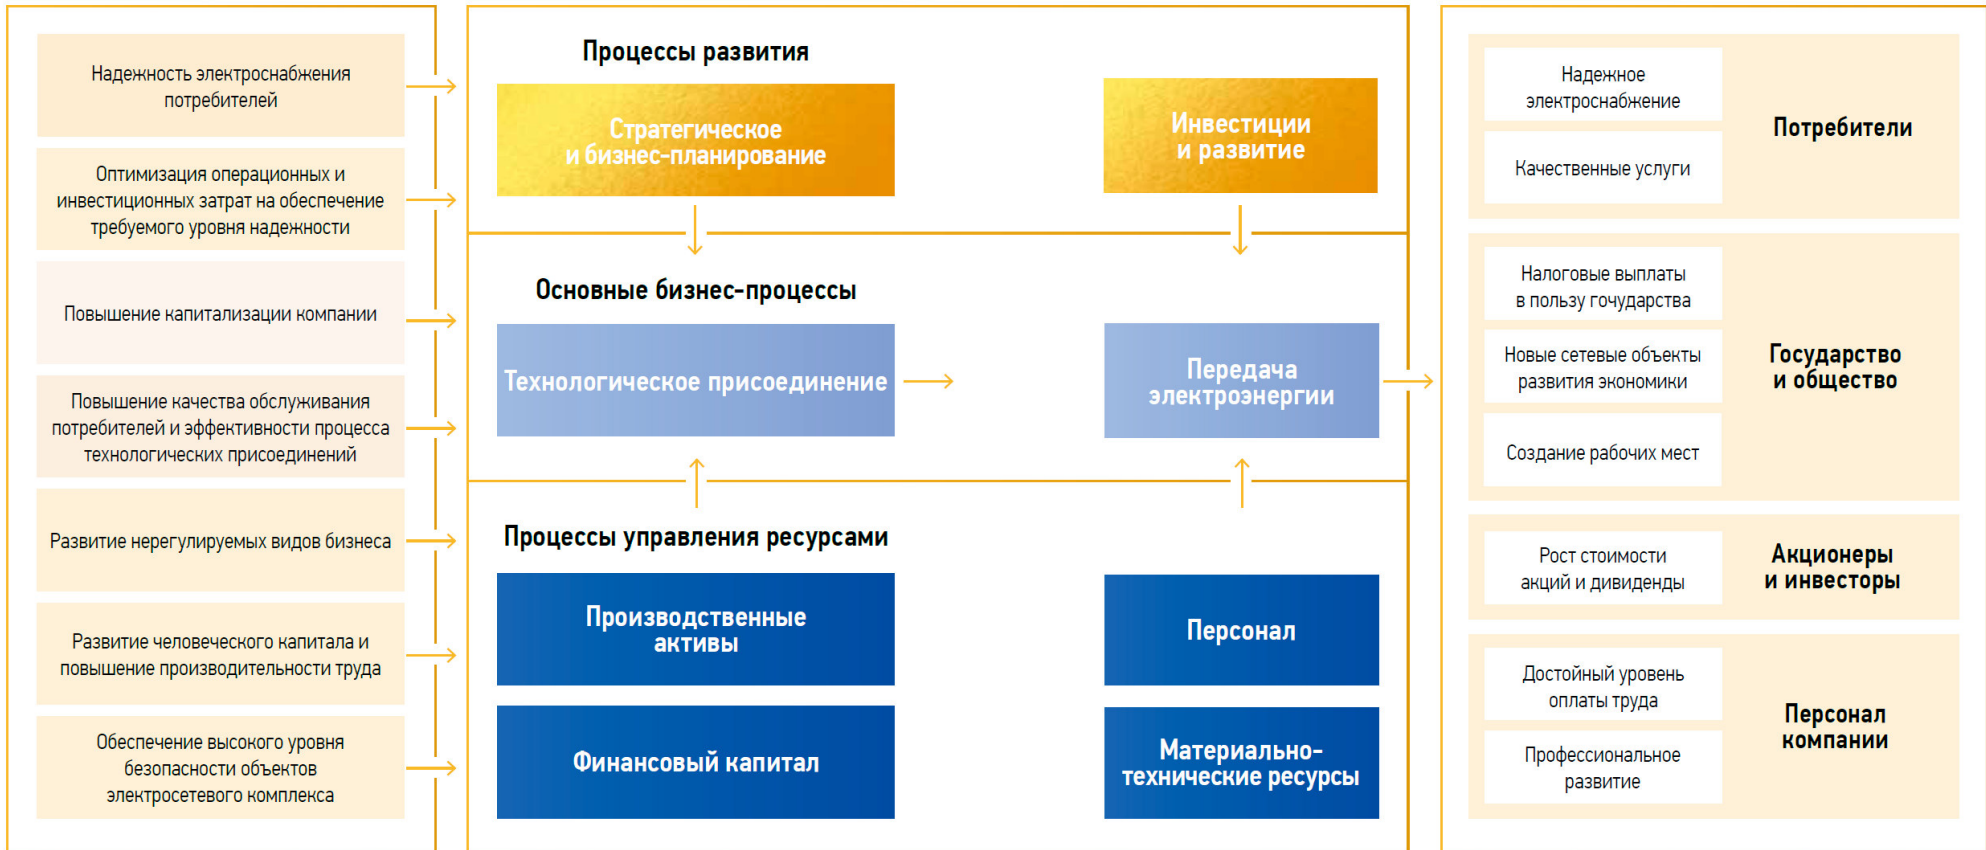 Надежность электроснабжения
потребителей
Оптимизация операционных и
инвестиционных затрат на обеспечение
требуемого уровня надежности
Повышение капитализации компании
Повышение качества обслуживания
потребителей и эффективности процесса
технологических присоединений
Развитие нерегулируемых видов бизнеса
Развитие человеческого капитала и
повышение производительности труда
Обеспечение высокого уровня
безопасности объектов
электросетевого комплекса
Процессы развития
Стратегическое
и бизнес-планирование
Инвестиции
и развитие
Основные бизнес-процессы
Технологическое присоединение
Передача
электроэнергии
Процессы управления ресурсами
Производственные
активы
Персонал
Финансовый капитал
Материально-
технические ресурсы
Надежное
электроснабжение
Качественные услуги
Потребители
Налоговые выплаты
в пользу гочударства
Новые сетевые объекты
развития экономики
Создание рабочих мест
Государство
и общество
Рост стоимости
акций и дивиденды
Акционеры
и инвесторы
Достойный уровень
оплаты труда
Профессиональное
развитие
Персонал
компании